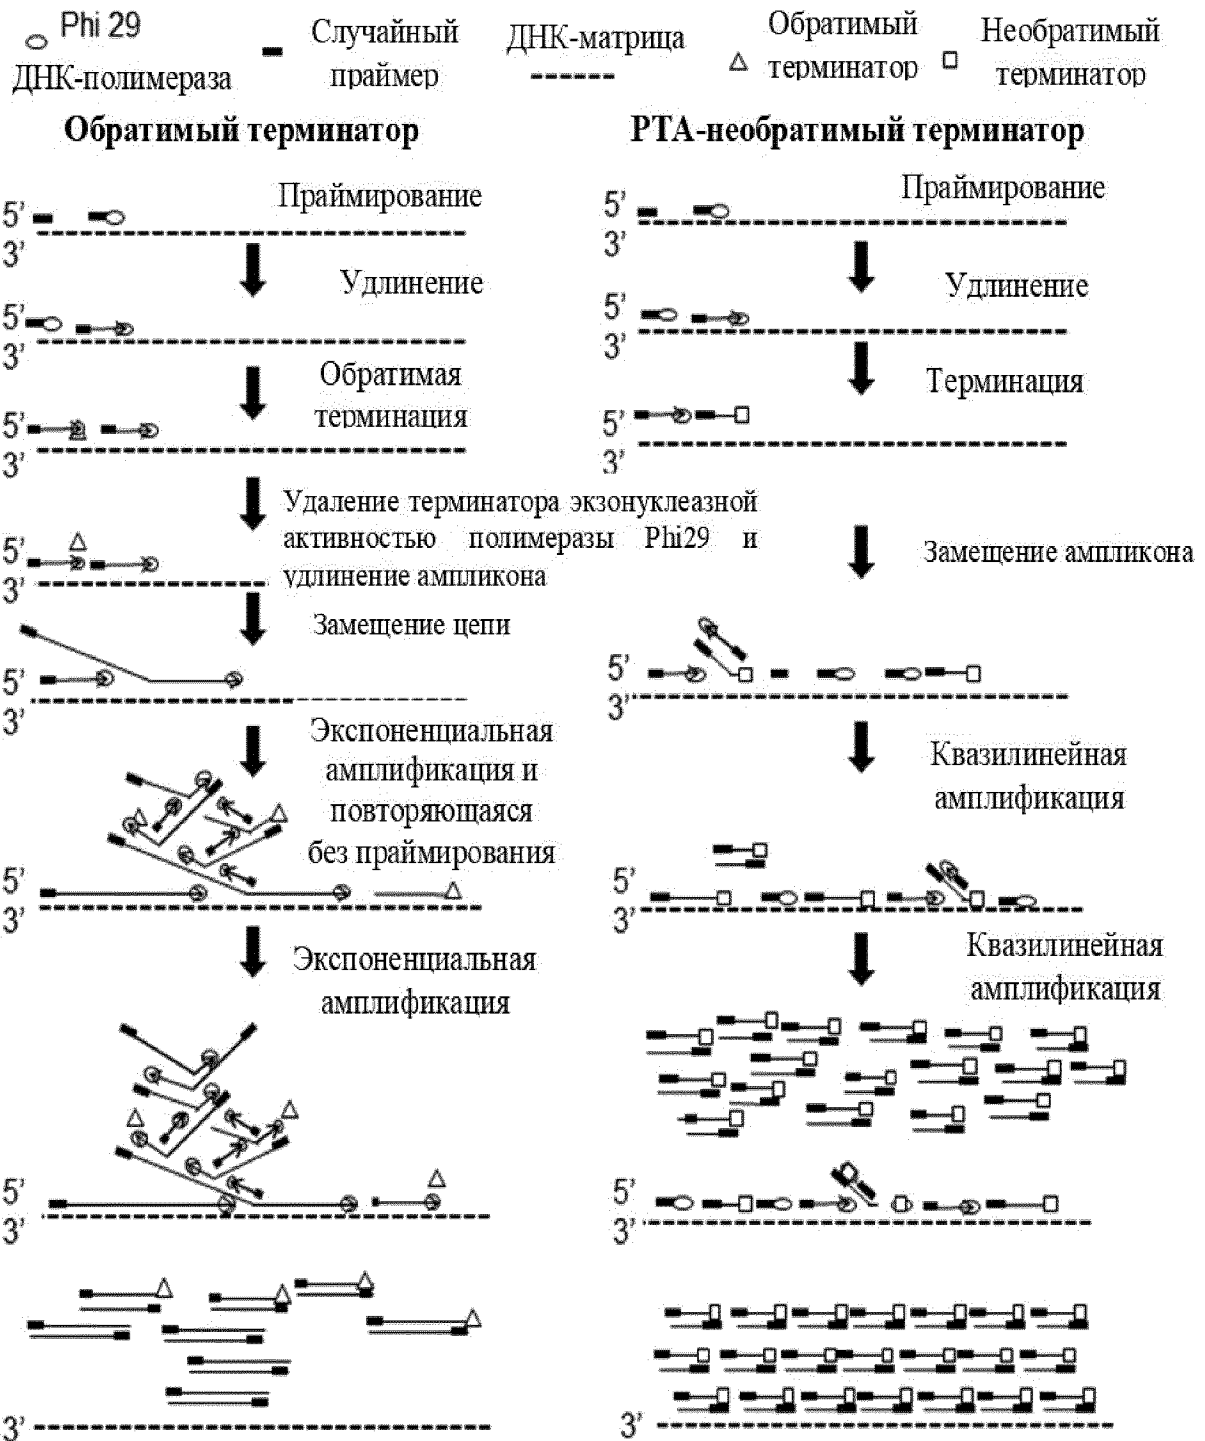 Phi 29
ДНК-полимераза
Случайный
праймер
ДНК-матрица
Обратимый
терминатор
Необратимый
терминатор
Обратимый терминатор
Праймирование
5'
3'
Удлинение
5'
3'
Обратимая
терминация
5'
3'
Удаление терминатора экзонуклеазной
активностью полимеразы Phi29 и
удлинение ампликона
5'
3'
Замещение цепи
5'
3'
Экспоненциальная
амплификация и
повторяющаяся
без праймирования
5'
3'
Экспоненциальная
амплификация
5'
3'
3'
PTA-необратимый терминатор
Праймирование
5'
3'
Удлинение
5'
3'
Терминация
5'
3'
Замещение ампликона
5'
3'
Квазилинейная
амплификация
5'
3'
Квазилинейная
амплификация
5'
3'
3'